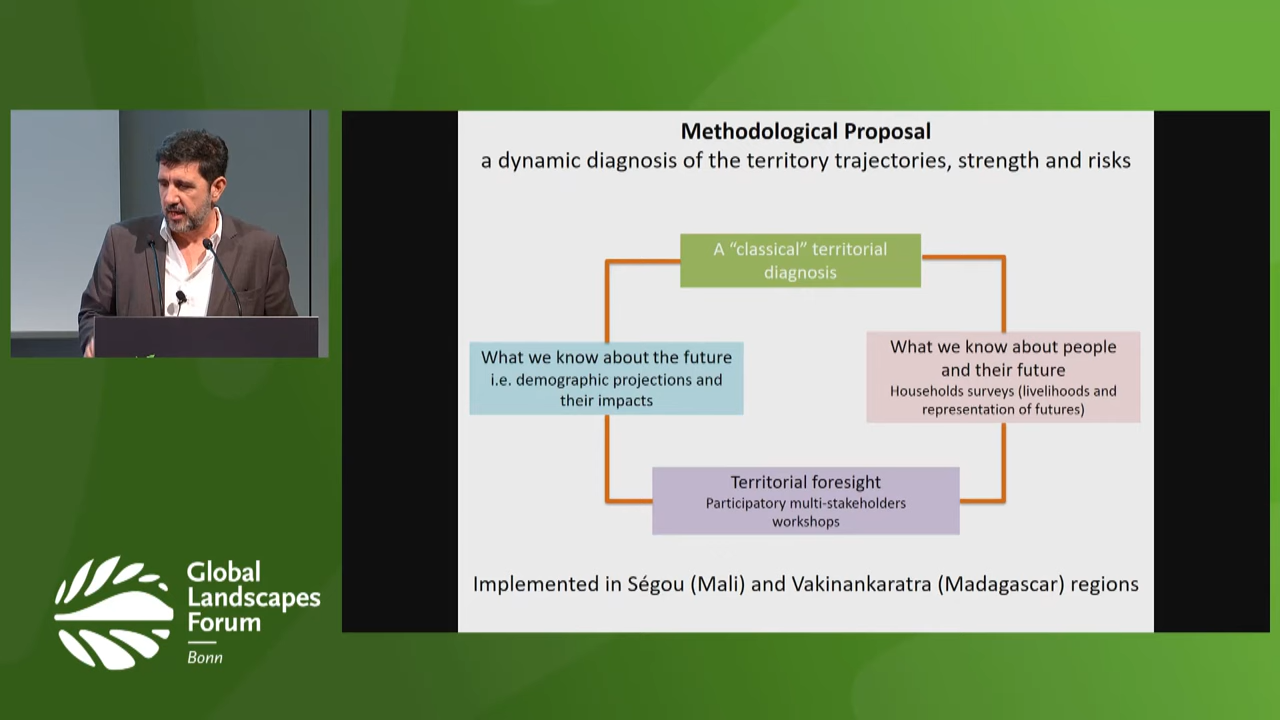 Methodological Proposal
a dynamic diagnosis of the territory trajectories, strength and risks
A “classical” territorial
diagnosis
What we know about the future
i.e. demographic projections and
their impacts
What we know about people
and their future
Households surveys (livelihoods and
representation of futures)
Territorial foresight
Participatory multi-stakeholders
workshops
Implemented in Ségou (Mali) and Vakinankaratra (Madagascar) regions
Global
Landscapes
Forum
Bonn